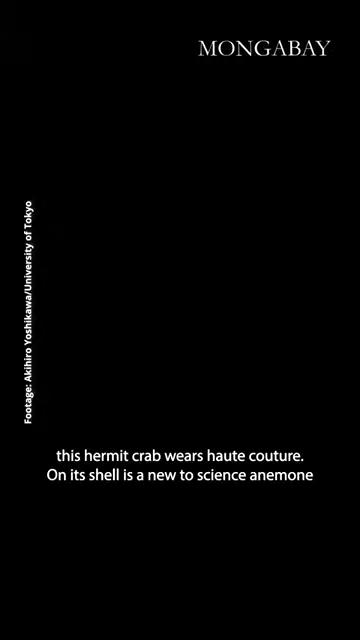 MONGABAY
Footage: Akihiro Yoshikawa/University of Tokyo
this hermit crab wears haute couture.
On its shell is a new to science anemone